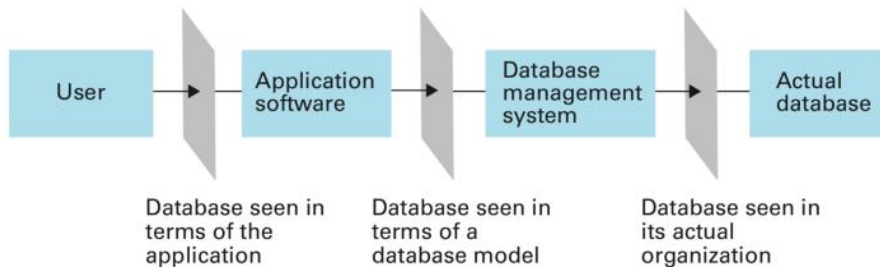 User
Application
software
Database
management
system
Actual
database
Database seen in
terms of the
application
Database seen in
terms of a
database model
Database seen in
its actual
organization